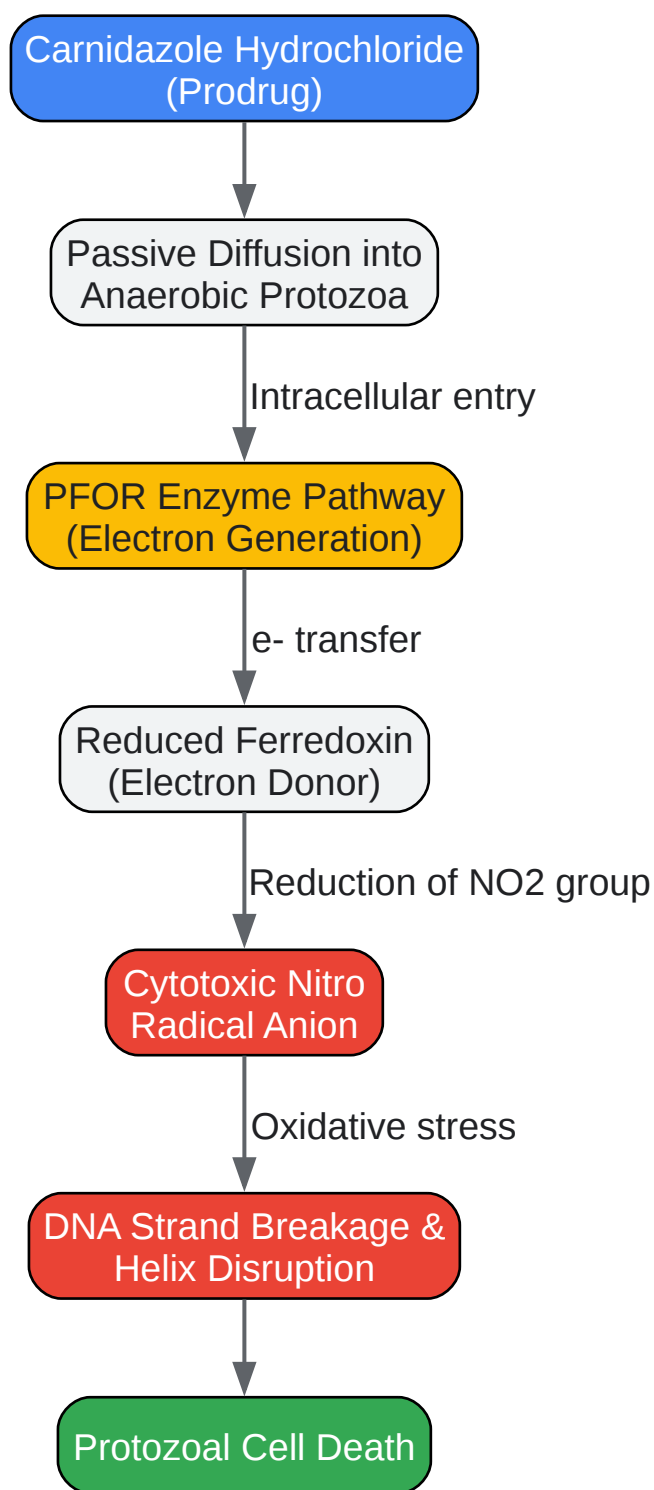 Carnidazole Hydrochloride
(Prodrug)
Passive Diffusion into
Anaerobic Protozoa
Intracellular entry
PFOR Enzyme Pathway
(Electron Generation)
e- transfer
Reduced Ferredoxin
(Electron Donor)
Reduction of NO2 group
Cytotoxic Nitro
Radical Anion
Oxidative stress
DNA Strand Breakage &
Helix Disruption
Protozoal Cell Death